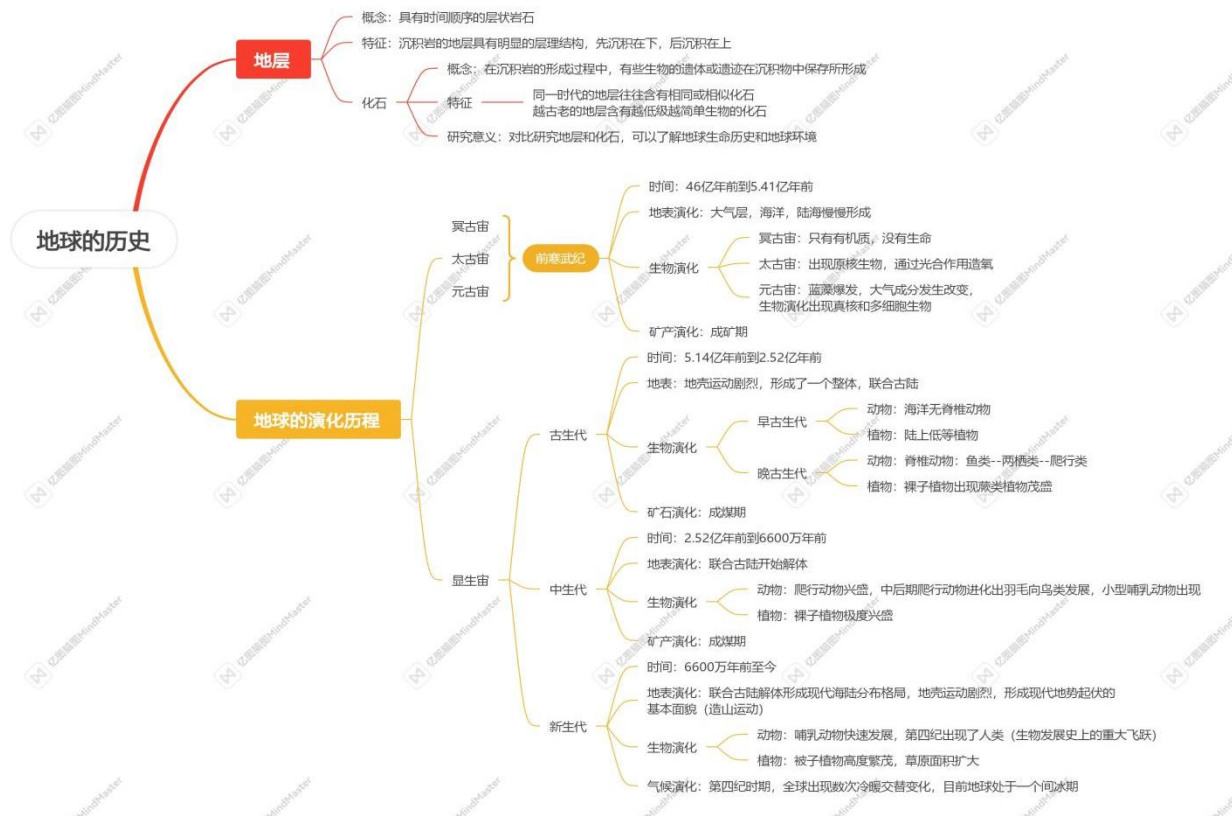 地球的历史
地层
概念：具有时间顺序的层状岩石
特征：沉积岩的地层具有明显的层理结构，先沉积在下，后沉积在上
化石
概念：在沉积岩的形成过程中，有些生物的遗体或遗迹在沉积物中保存所形成
特征
同一时代的地层往往含有相同或相似化石
越古老的地层含有越低级越简单生物的化石
研究意义：对比研究地层和化石，可以了解地球生命历史和地球环境
地球的演化历程
冥古宙
太古宙
元古宙
前寒武纪
时间：46亿年前到5.41亿年前
地表演化：大气层，海洋，陆海慢慢形成
生物演化
冥古宙：只有有机质，没有生命
太古宙：出现原核生物，通过光合作用造氧
元古宙：蓝藻爆发，大气成分发生改变，
生物演化出现真核和多细胞生物
矿产演化：成矿期
显生宙
古生代
时间：5.14亿年前到2.52亿年前
地表：地壳运动剧烈，形成了一个整体，联合古陆
生物演化
早古生代
动物：海洋无脊椎动物
植物：陆上低等植物
晚古生代
动物：脊椎动物：鱼类--两栖类--爬行类
植物：裸子植物出现蕨类植物茂盛
矿石演化：成煤期
中生代
时间：2.52亿年前到6600万年前
地表演化：联合古陆开始解体
生物演化
动物：爬行动物兴盛，中后期爬行动物进化出羽毛向鸟类发展，小型哺乳动物出现
植物：裸子植物极度兴盛
矿产演化：成煤期
新生代
时间：6600万年前至今
地表演化：联合古陆解体形成现代海陆分布格局，地壳运动剧烈，形成现代地势起伏的
基本面貌（造山运动）
生物演化
动物：哺乳动物快速发展，第四纪出现了人类（生物发展史上的重大飞跃）
植物：被子植物高度繁茂，草原面积扩大
气候演化：第四纪时期，全球出现数次冷暖交替变化，目前地球处于一个间冰期
亿图脑图MindMaster